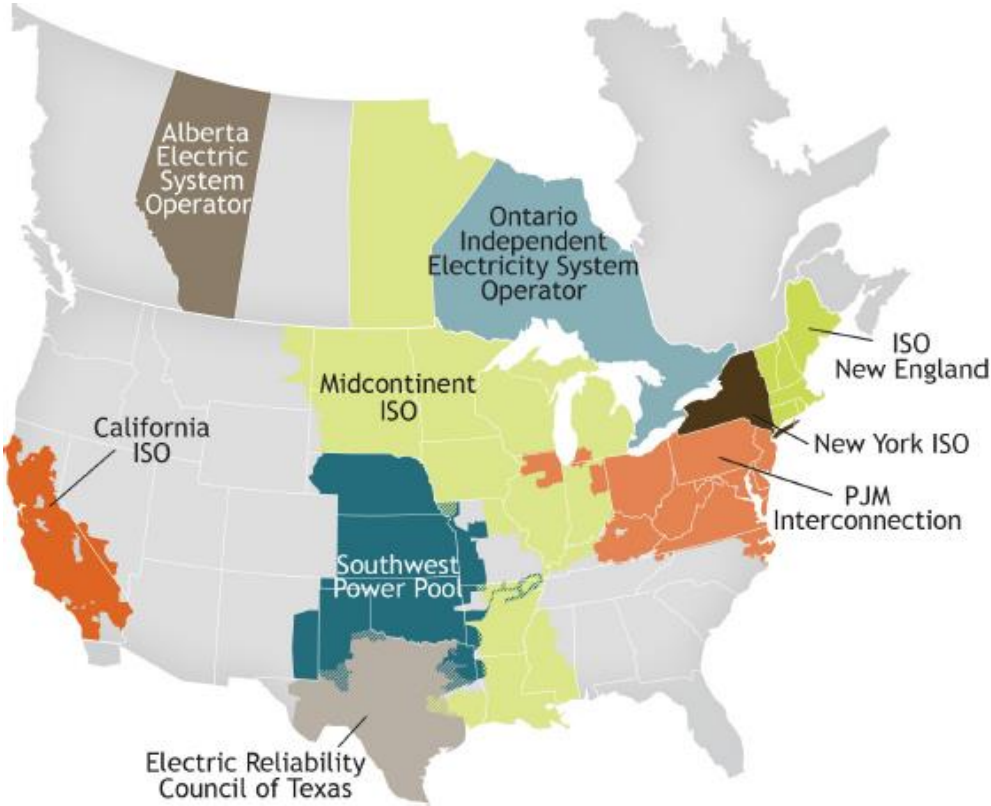 Alberta
Electric
System
Operator
Ontario
Independent
Electricity System
Operator
ISO
New England
Midcontinent
ISO
California
ISO
New York ISO
PJM
Interconnection
Southwest
Power Pool
Electric Reliability
Council of Texas